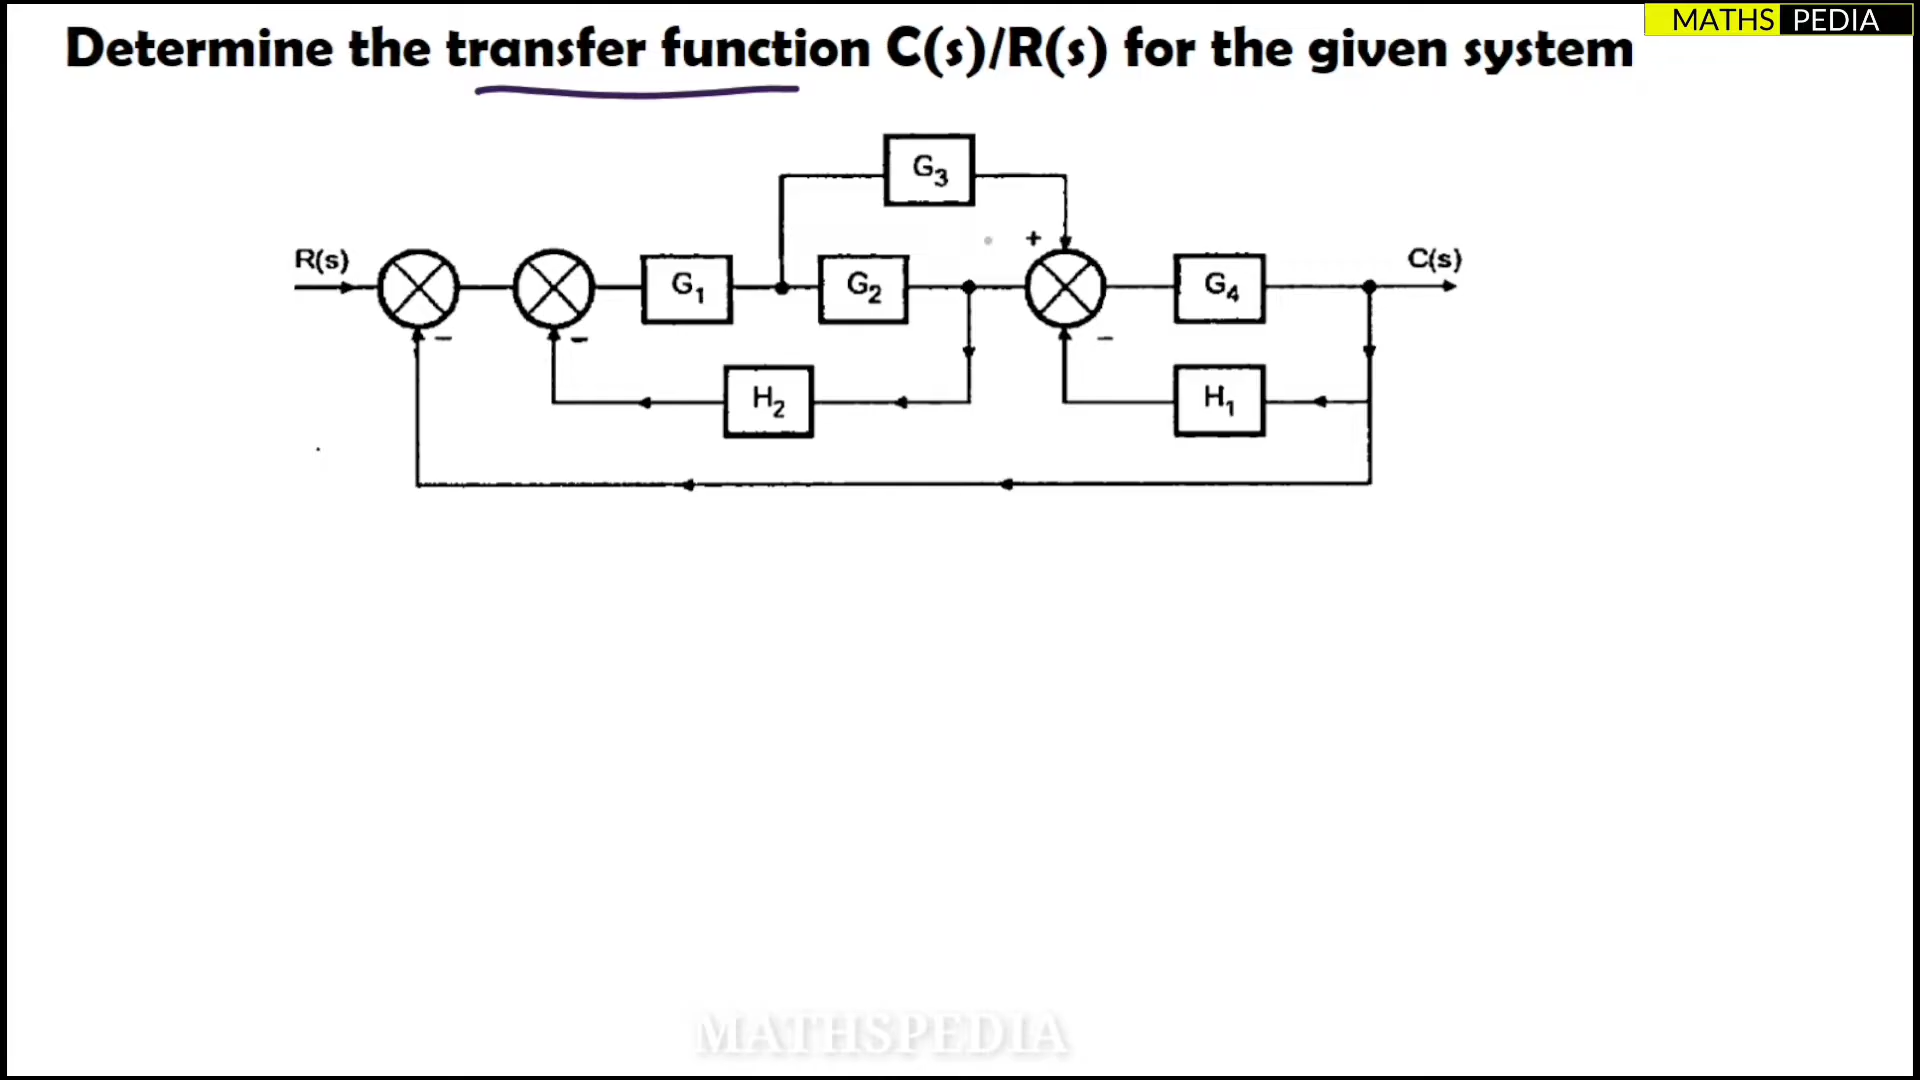 MATHS PEDIA
Determine the transfer function C(s)/R(s) for the given system
G₃
+
R(s)
G₁
G₂
G₄
C(s)
−
−
−
H₂
H₁
MATHSPEDIA